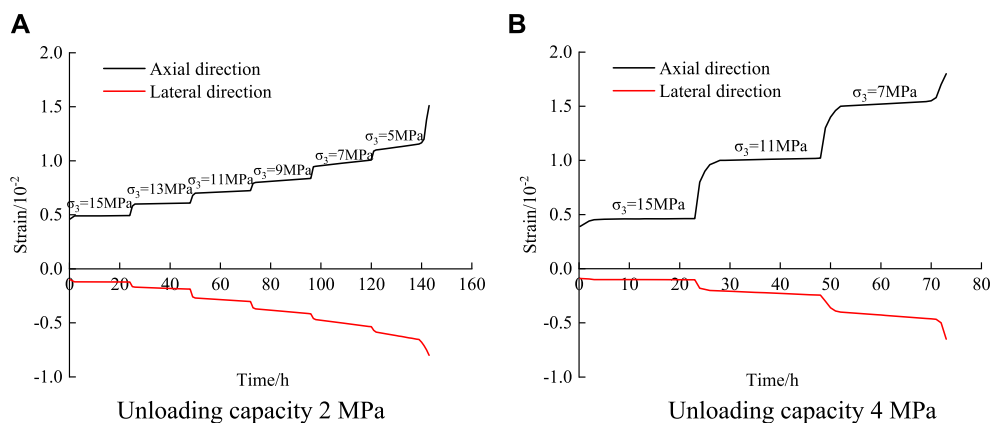 A
Strain/10⁻²
2.0
1.5
1.0
0.5
0.0
-0.5
-1.0
Axial direction
Lateral direction
σ₃=15MPa
σ₃=13MPa
σ₃=11MPa
σ₃=9MPa
σ₃=7MPa
σ₃=5MPa
0 20 40 60 80 100 120 140 160
Time/h
Unloading capacity 2 MPa
B
Strain/10⁻²
2.0
1.5
1.0
0.5
0.0
-0.5
-1.0
Axial direction
Lateral direction
σ₃=15MPa
σ₃=11MPa
σ₃=7MPa
0 10 20 30 40 50 60 70 80
Time/h
Unloading capacity 4 MPa